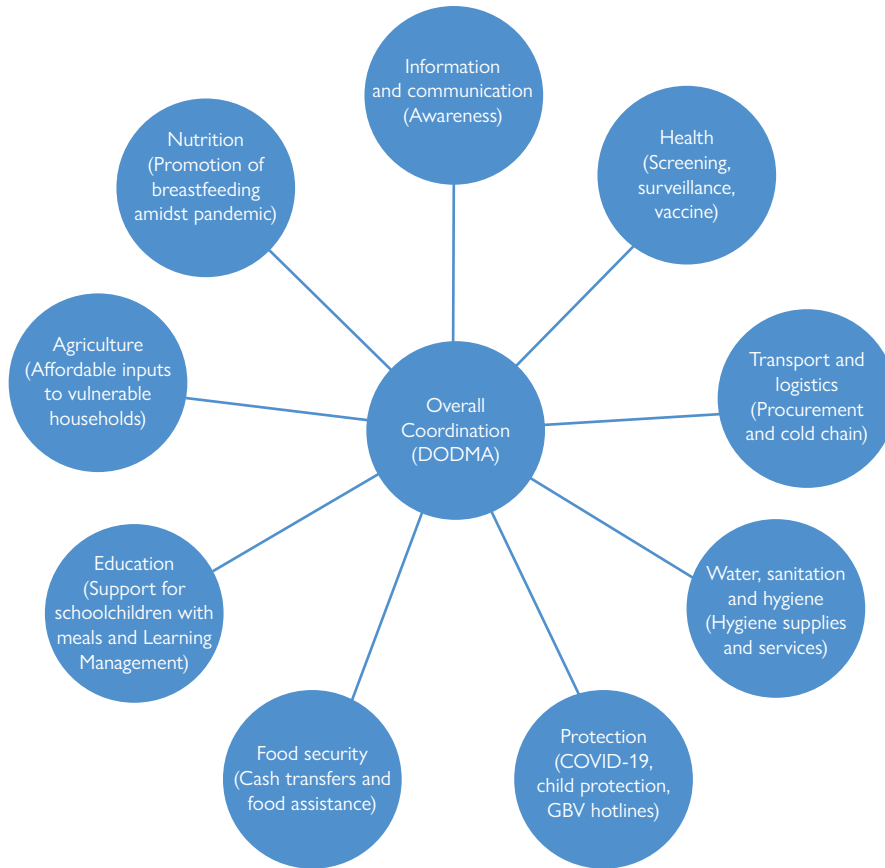 Information
and communication
(Awareness)
Health
(Screening,
surveillance,
vaccine)
Transport and
logistics
(Procurement
and cold chain)
Water, sanitation
and hygiene
(Hygiene supplies
and services)
Protection
(COVID-19,
child protection,
GBV hotlines)
Food security
(Cash transfers and
food assistance)
Education
(Support for
schoolchildren with
meals and Learning
Management)
Agriculture
(Affordable inputs
to vulnerable
households)
Nutrition
(Promotion of
breastfeeding
amidst pandemic)
Overall
Coordination
(DODMA)